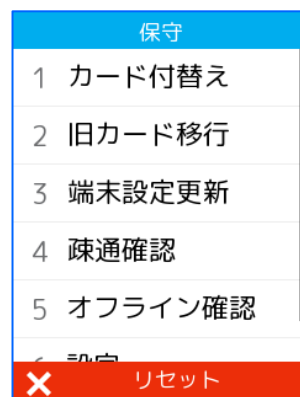 保守
1 カード付替え
2 旧カード移行
3 端末設定更新
4 疎通確認
5 オフライン確認
リセット